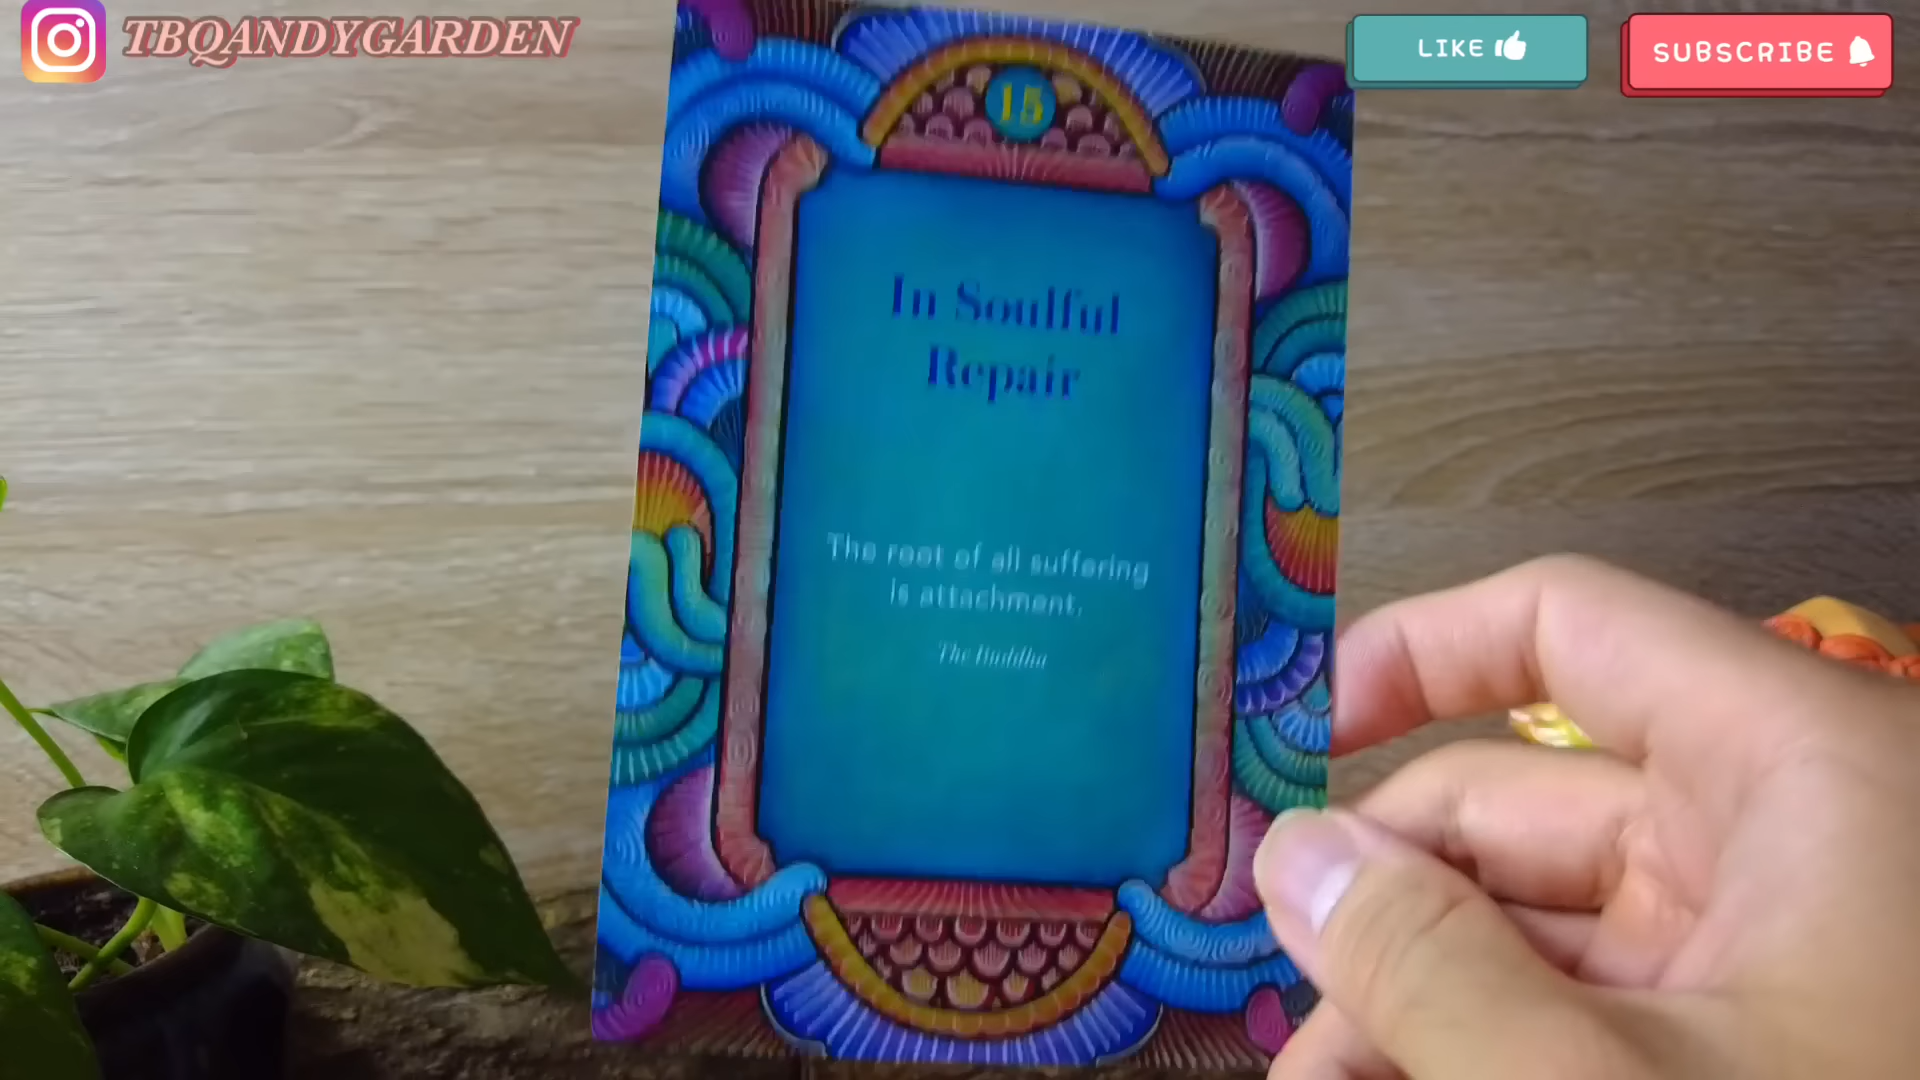 TBQANDYGARDEN
LIKE
SUBSCRIBE
15
In Soulful
Repair
The root of all suffering
is attachment.
The Buddha